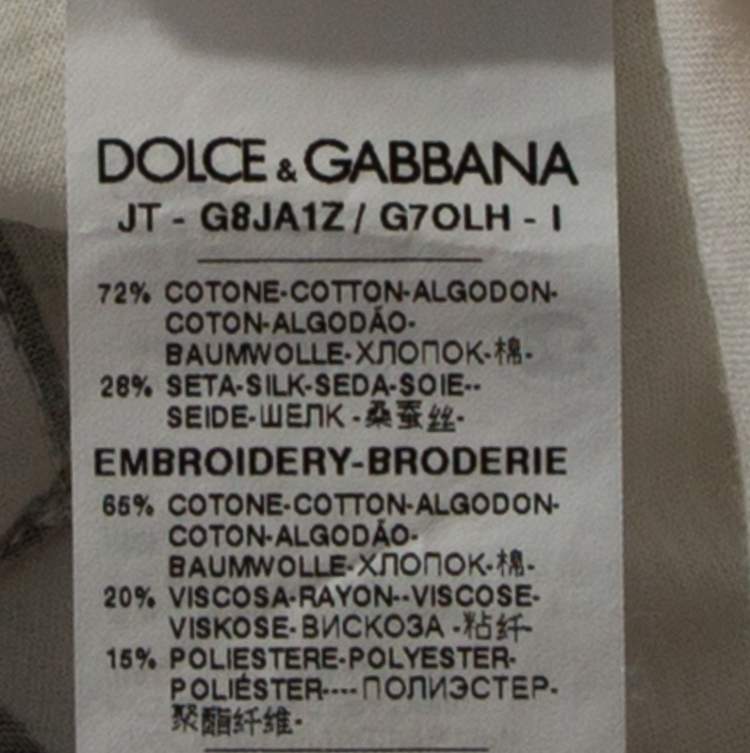 DOLCE & GABBANA
JT - G8JA1Z / G7OLH - I
72% COTONE-COTTON-ALGODON-
COTON-ALGODÃO-
BAUMWOLLE-ХЛОПОК-棉-
28% SETA-SILK-SEDA-SOIE--
SEIDE-ШЕЛК -桑蚕丝-
EMBROIDERY-BRODERIE
65% COTONE-COTTON-ALGODON-
COTON-ALGODÃO-
BAUMWOLLE-ХЛОПОК-棉-
20% VISCOSA-RAYON--VISCOSE-
VISKOSE-ВИСКОЗА -粘纤-
15% POLIESTERE-POLYESTER-
POLIÉSTER----ПОЛИЭСТЕР-
聚酯纤维-